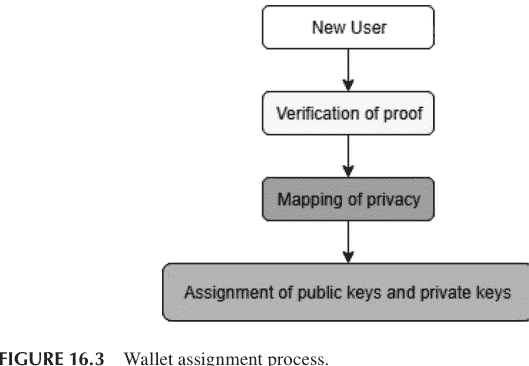 New User
Verification of proof
Mapping of privacy
Assignment of public keys and private keys
FIGURE 16.3 Wallet assignment process.